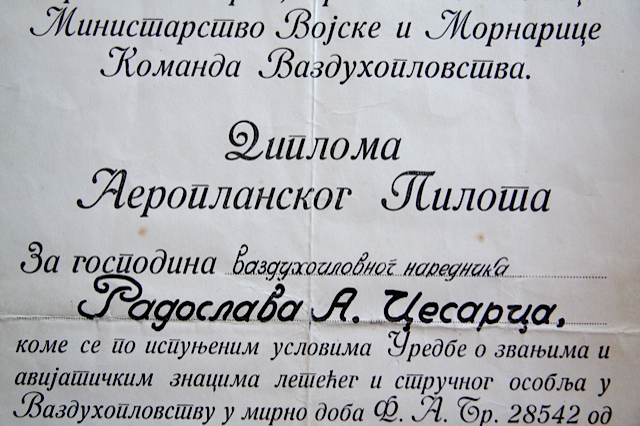 Министарство Војске и Морнарице
Команда Ваздухопловства.
Диплома
Аеропланског Пилота
За господина ваздухопловног наредника
Радослава А. Цесарца,
коме се по испуњеним условима Уредбе о звањима и
авијатичким знацима летећег и стручног особља у
Ваздухопловству у мирно доба Ф. А. Бр. 28542 од